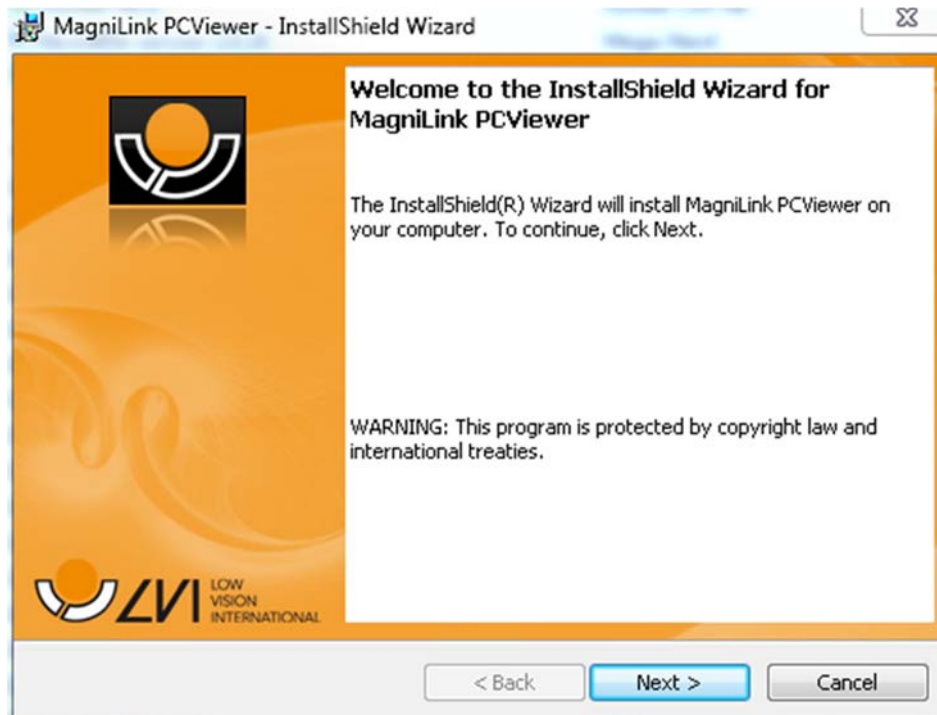 MagniLink PCViewer - InstallShield Wizard
Welcome to the InstallShield Wizard for
MagniLink PCViewer
The InstallShield(R) Wizard will install MagniLink PCViewer on
your computer. To continue, click Next.
WARNING: This program is protected by copyright law and
international treaties.
LVI
LOW
VISION
INTERNATIONAL
< Back
Next >
Cancel